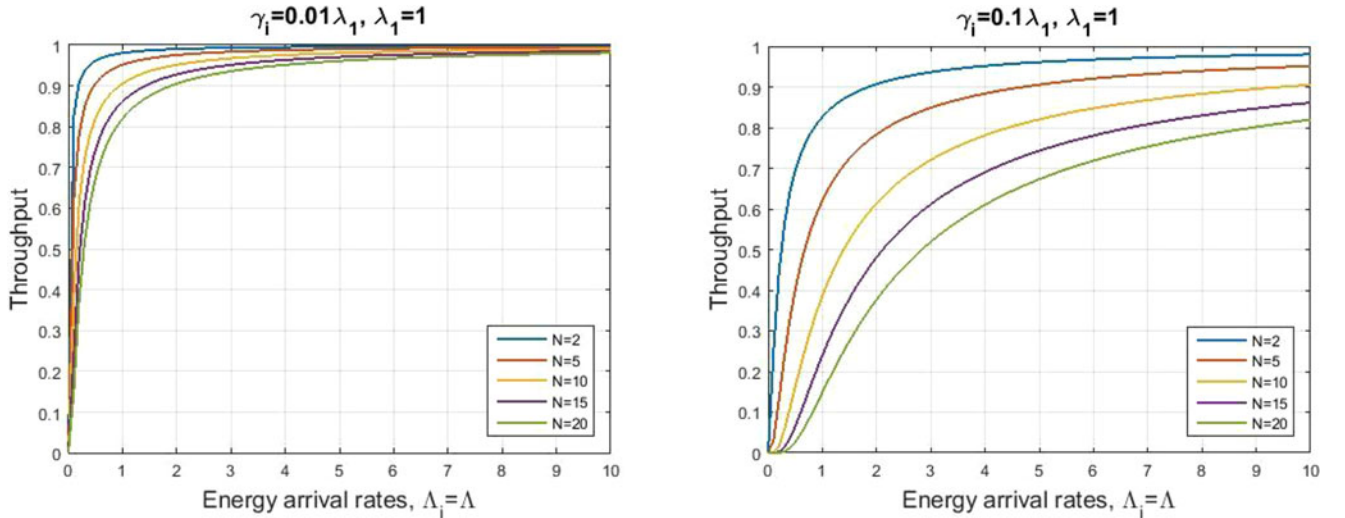 γi=0.01λ1, λ1=1
Throughput
1
0.9
0.8
0.7
0.6
0.5
0.4
0.3
0.2
0.1
0
0 1 2 3 4 5 6 7 8 9 10
Energy arrival rates, Λi=Λ
N=2
N=5
N=10
N=15
N=20
γi=0.1λ1, λ1=1
Throughput
1
0.9
0.8
0.7
0.6
0.5
0.4
0.3
0.2
0.1
0
0 1 2 3 4 5 6 7 8 9 10
Energy arrival rates, Λi=Λ
N=2
N=5
N=10
N=15
N=20